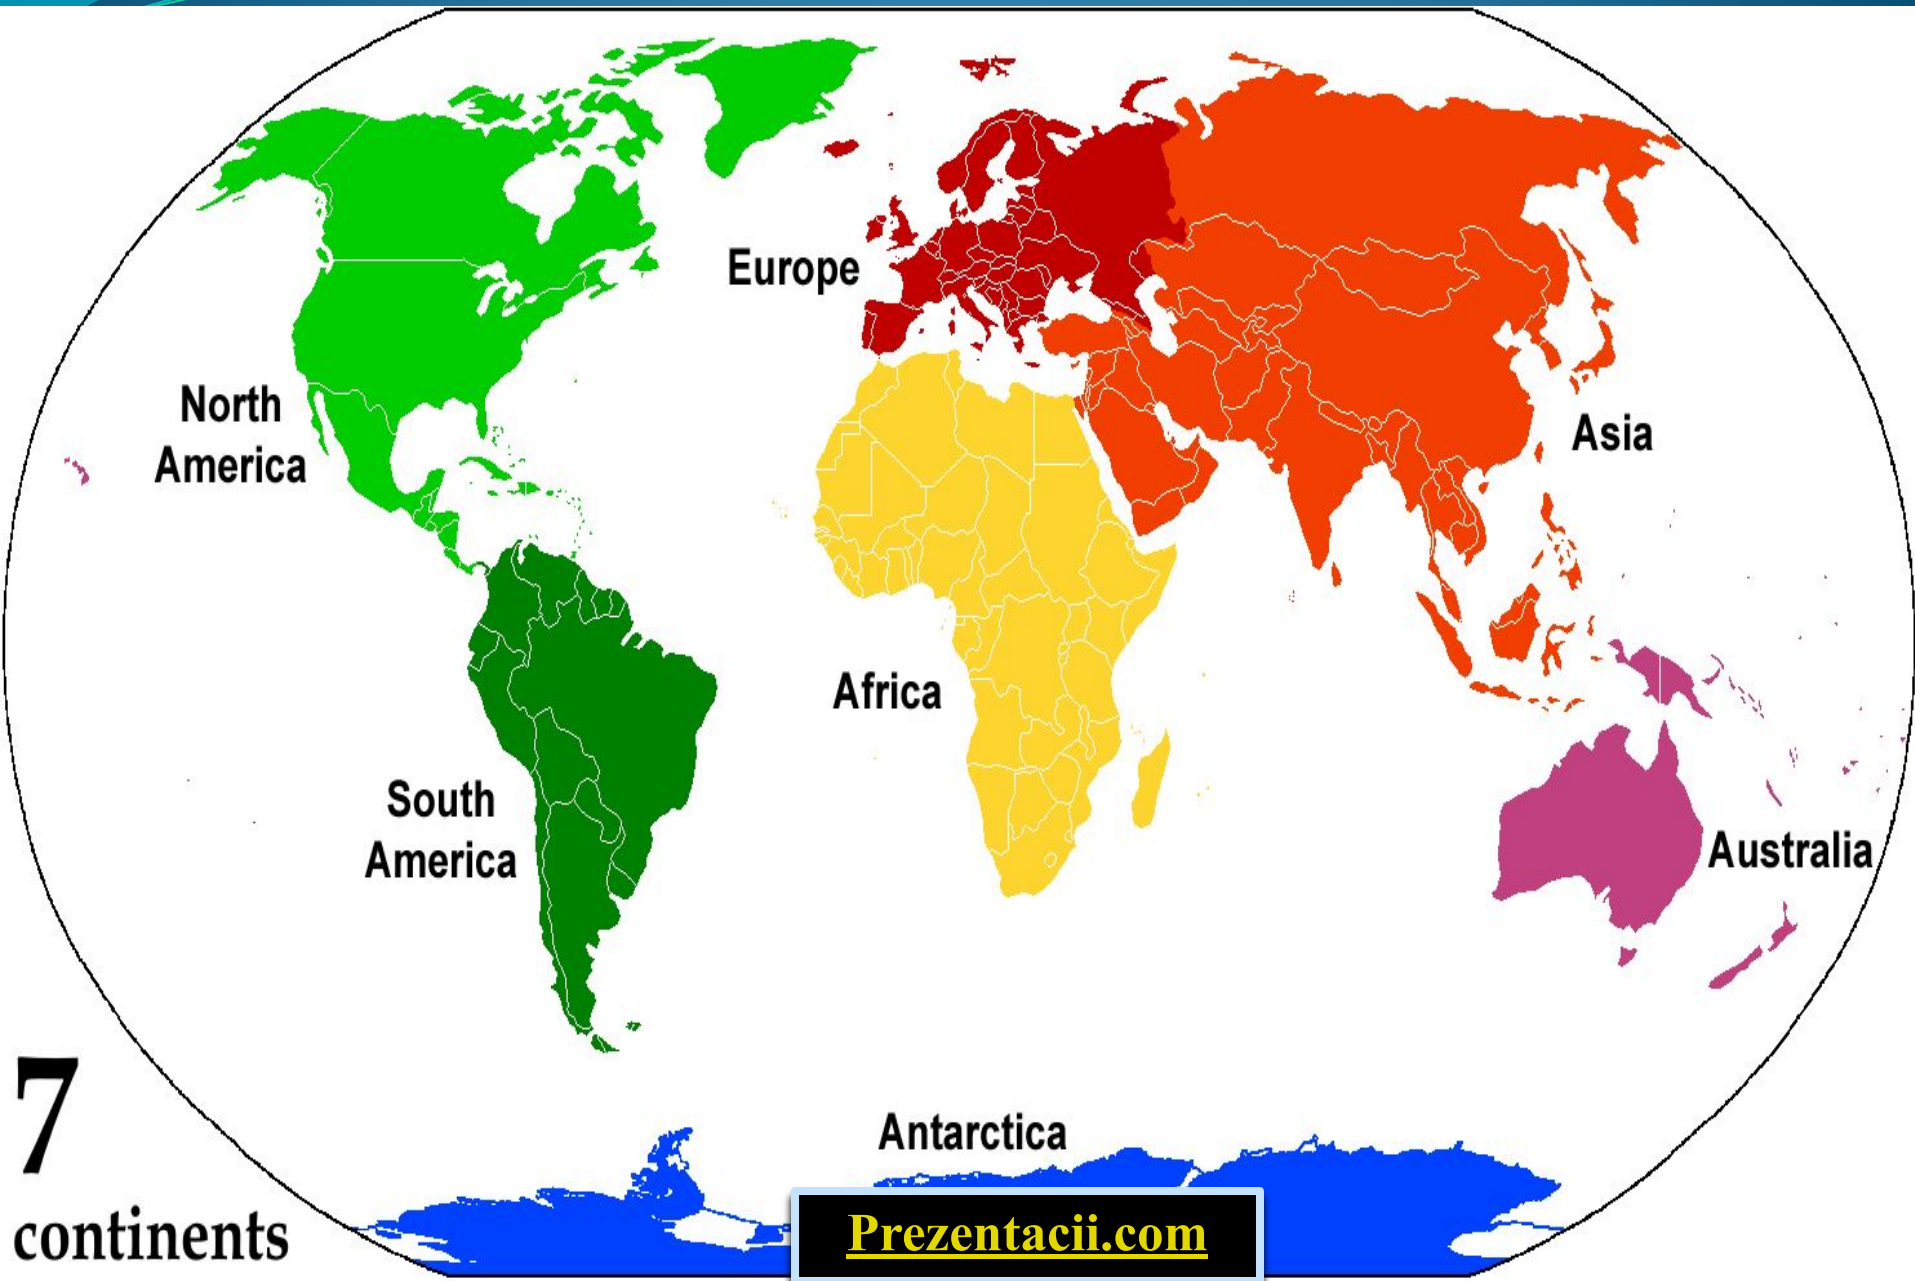 Europe
North
America
Asia
Africa
South
America
Australia
Antarctica
7
continents
Prezentacii.com